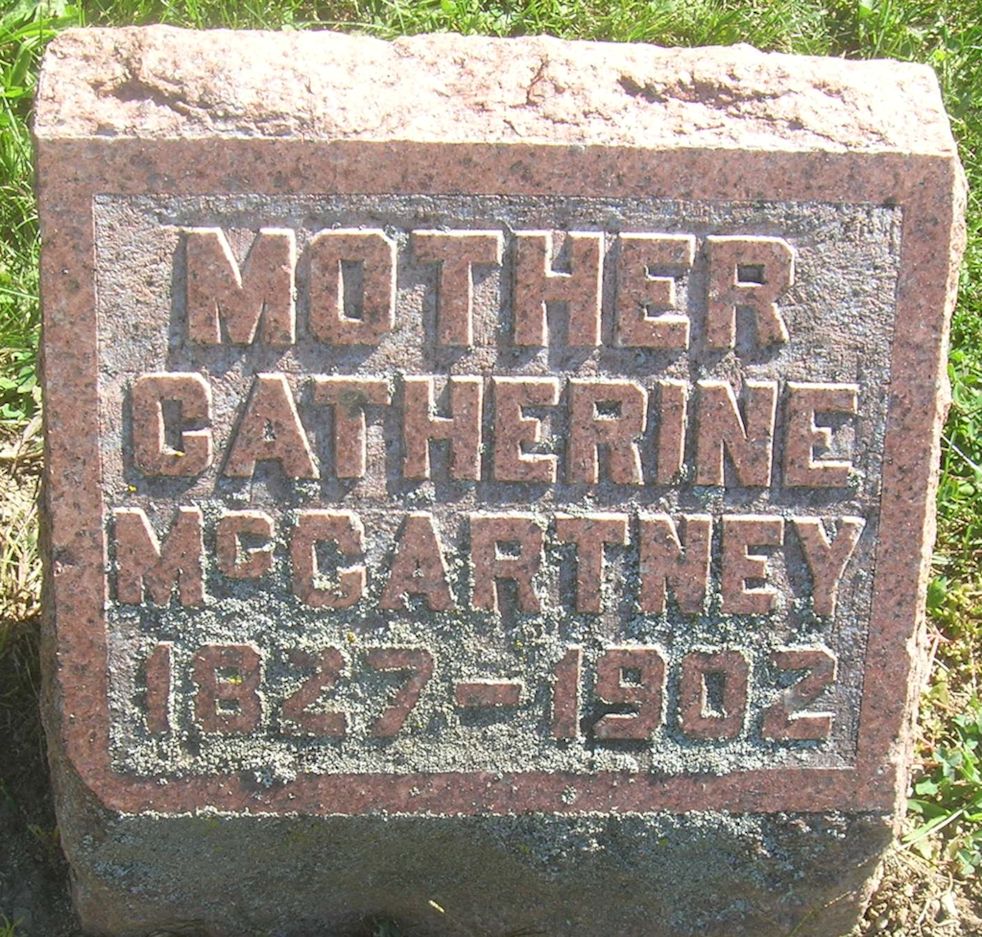 MOTHER
CATHERINE
McCARTNEY
1827-1902